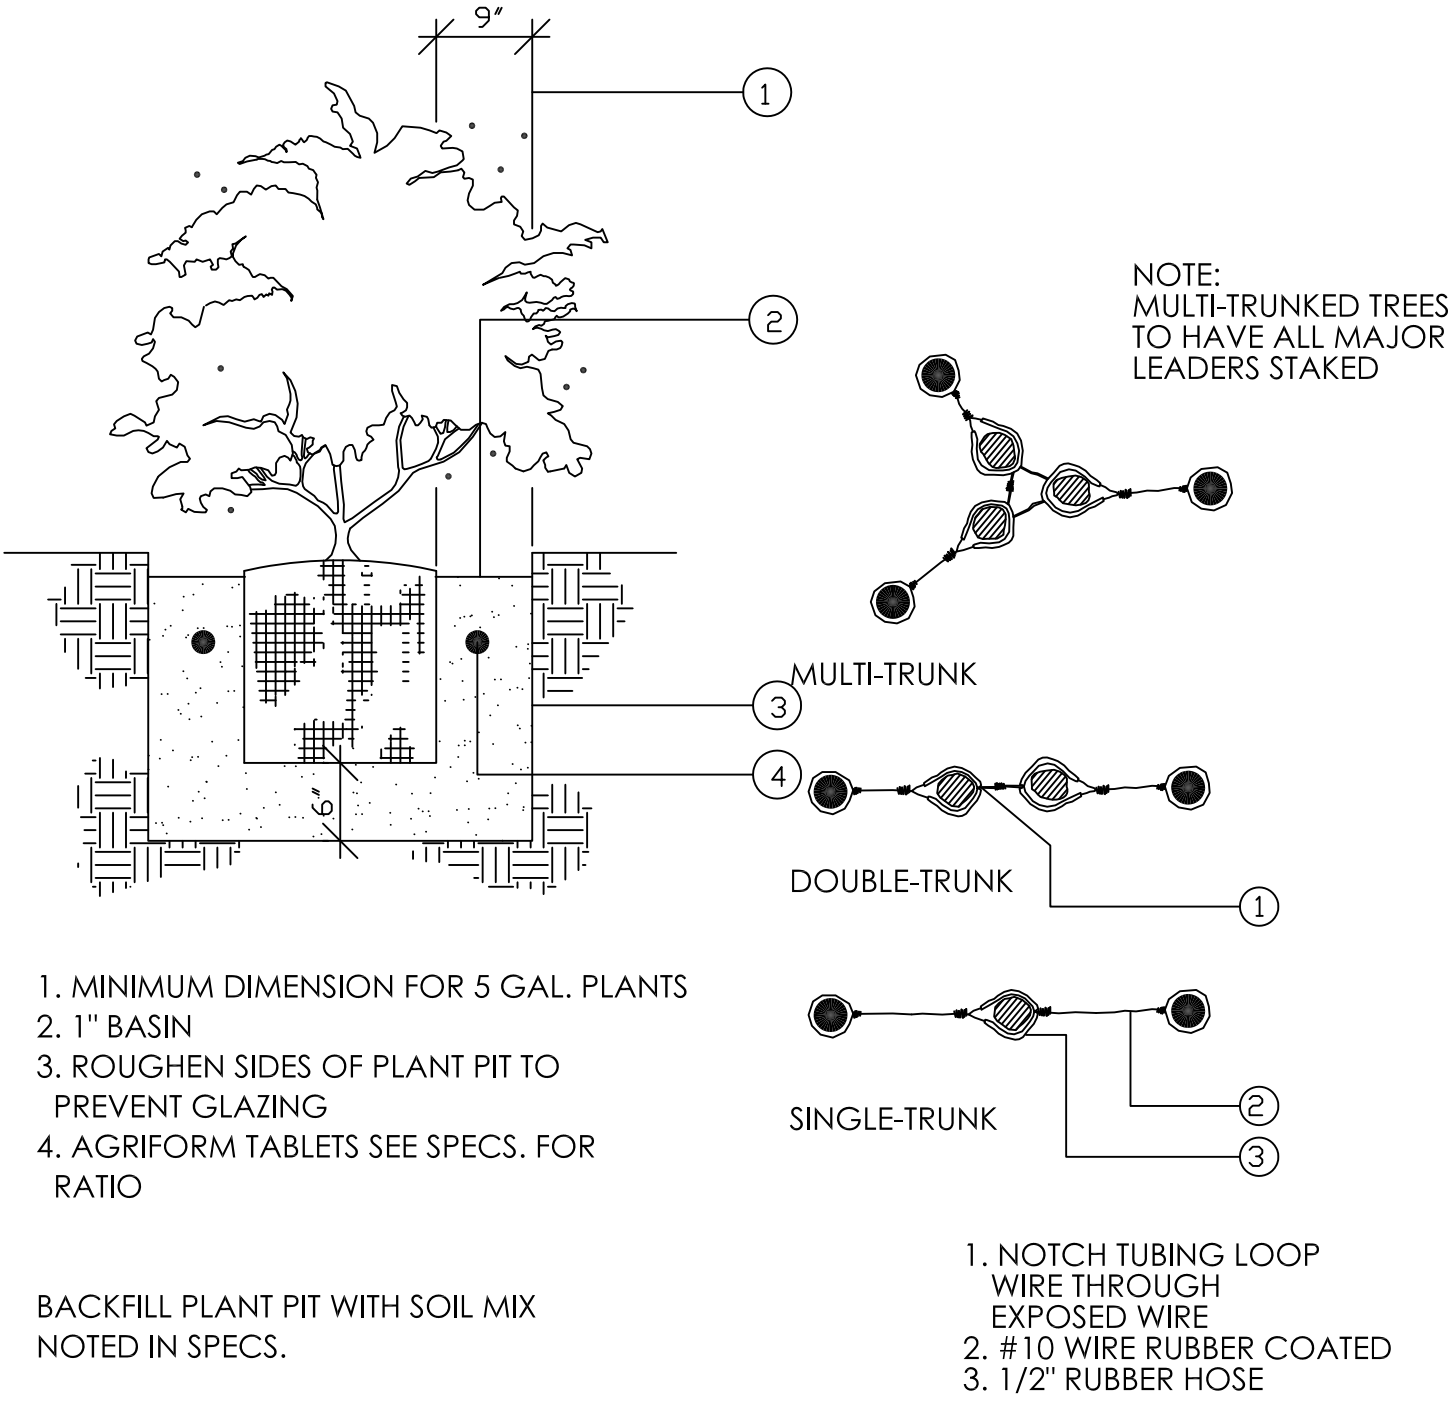 9"
1
2
NOTE:
MULTI-TRUNKED TREES
TO HAVE ALL MAJOR
LEADERS STAKED
MULTI-TRUNK
3
4
6"
DOUBLE-TRUNK
1
1. MINIMUM DIMENSION FOR 5 GAL. PLANTS
2. 1" BASIN
3. ROUGHEN SIDES OF PLANT PIT TO
PREVENT GLAZING
4. AGRIFORM TABLETS SEE SPECS. FOR
RATIO
SINGLE-TRUNK
2
3
BACKFILL PLANT PIT WITH SOIL MIX
NOTED IN SPECS.
1. NOTCH TUBING LOOP
WIRE THROUGH
EXPOSED WIRE
2. #10 WIRE RUBBER COATED
3. 1/2" RUBBER HOSE